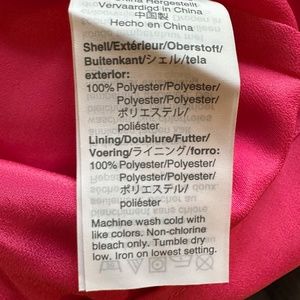 China Hergestellt
Vervaardigd in China
中国製
Hecho en China
Shell/Extérieur/Oberstoff/
Buitenkant/シェル/tela
exterior:
100% Polyester/Polyester/
Polyester/Polyester/
ポリエステル/
poliéster
Lining/Doublure/Futter/
Voering/ライニング/forro:
100% Polyester/Polyester/
Polyester/Polyester/
ポリエステル/
poliéster
Machine wash cold with
like colors. Non-chlorine
bleach only. Tumble dry
low. Iron on lowest setting.